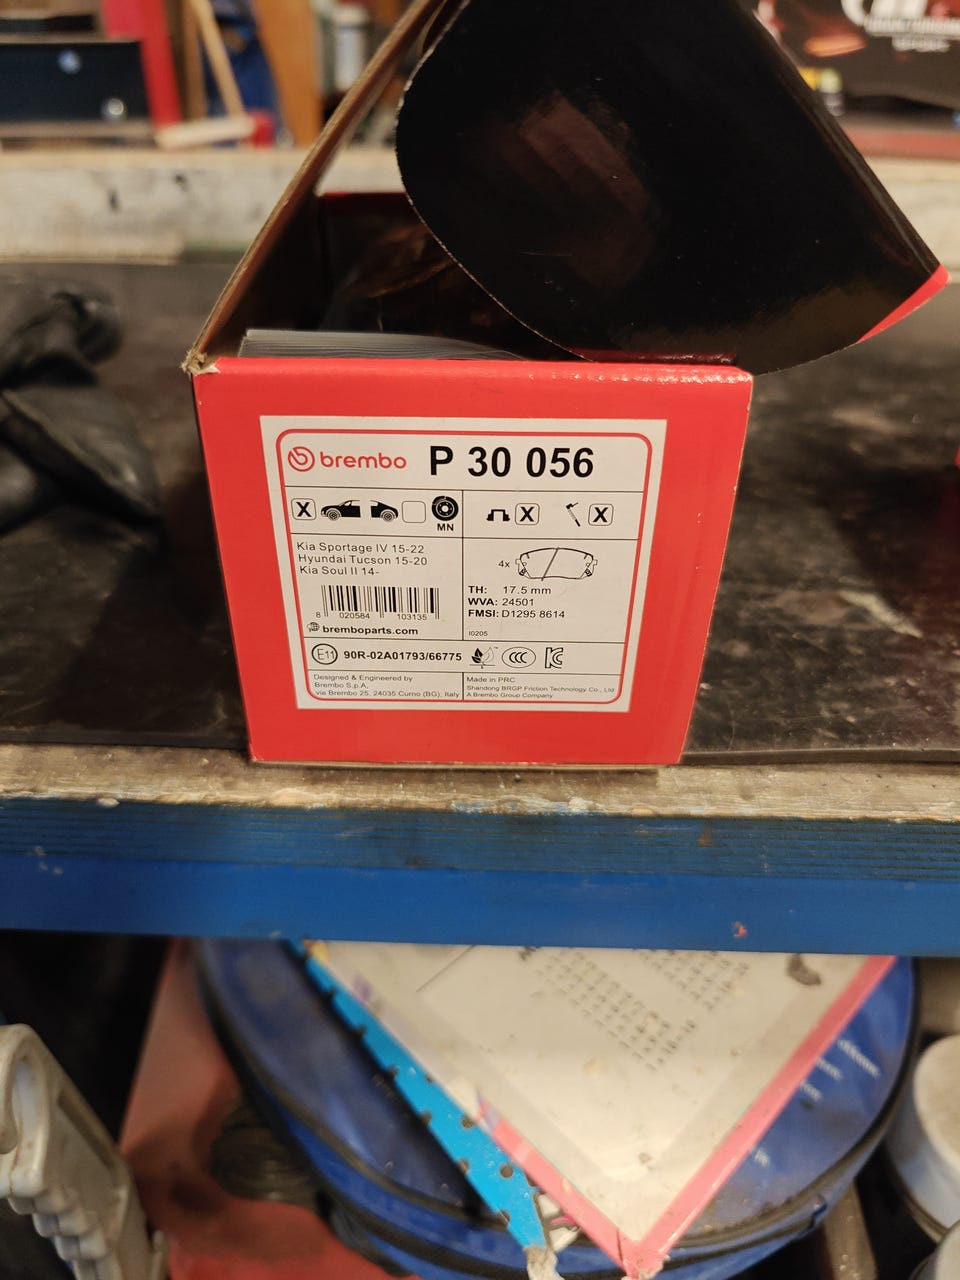 brembo P 30 056
X
MN
X
X
Kia Sportage IV 15-22
Hyundai Tucson 15-20
Kia Soul II 14-
4x
TH: 17.5 mm
WVA: 24501
FMSI: D1295 8614
8 020584 103135
bremboparts.com
I0205
E11 90R-02A01793/66775
CCC
KC
Designed & Engineered by
Brembo S.p.A.
via Brembo 25, 24035 Curno (BG), Italy
Made in PRC
Shandong BRGP Friction Technology Co., Ltd
A Brembo Group Company